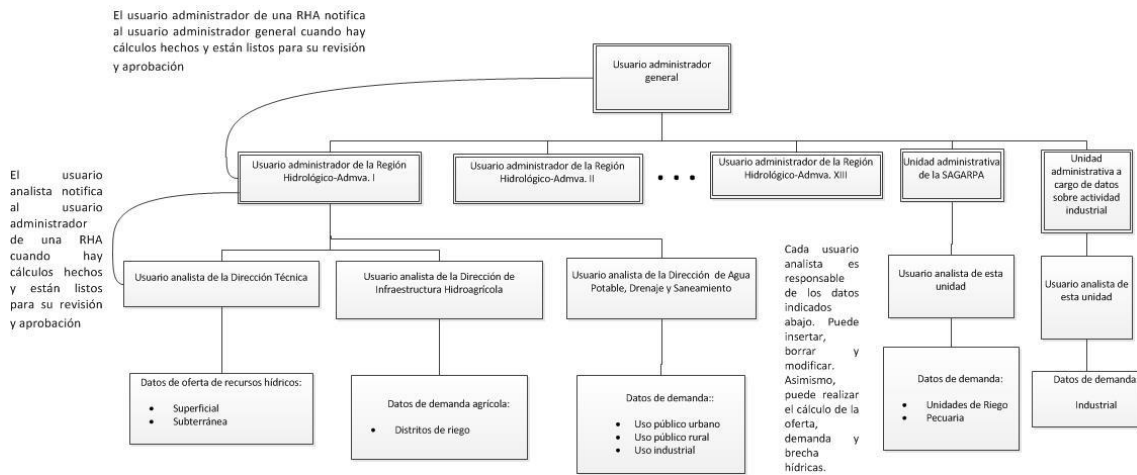 El usuario administrador de una RHA notifica
al usuario administrador general cuando hay
cálculos hechos y están listos para su revisión
y aprobación
Usuario administrador
general
Usuario administrador de la Región
Hidrológico-Admva. I
Usuario administrador de la Región
Hidrológico-Admva. II
• • •
Usuario administrador de la Región
Hidrológico-Admva. XIII
Unidad administrativa
de la SAGARPA
Unidad
administrativa a
cargo de datos
sobre actividad
industrial
El usuario
analista notifica
al usuario
administrador
de una RHA
cuando hay
cálculos hechos
y están listos
para su revisión
y aprobación
Usuario analista de la Dirección Técnica
Usuario analista de la Dirección de
Infraestructura Hidroagrícola
Usuario analista de la Dirección de Agua
Potable, Drenaje y Saneamiento
Cada usuario
analista es
responsable
de los datos
indicados
abajo. Puede
insertar,
borrar y
modificar.
Asimismo,
puede realizar
el cálculo de la
oferta,
demanda y
brecha
hídricas.
Usuario analista de esta
unidad
Usuario analista de
esta unidad
Datos de oferta de recursos hídricos:
• Superficial
• Subterránea
Datos de demanda agrícola:
• Distritos de riego
Datos de demanda::
• Uso público urbano
• Uso público rural
• Uso industrial
Datos de demanda:
• Unidades de Riego
• Pecuaria
Datos de demanda
Industrial